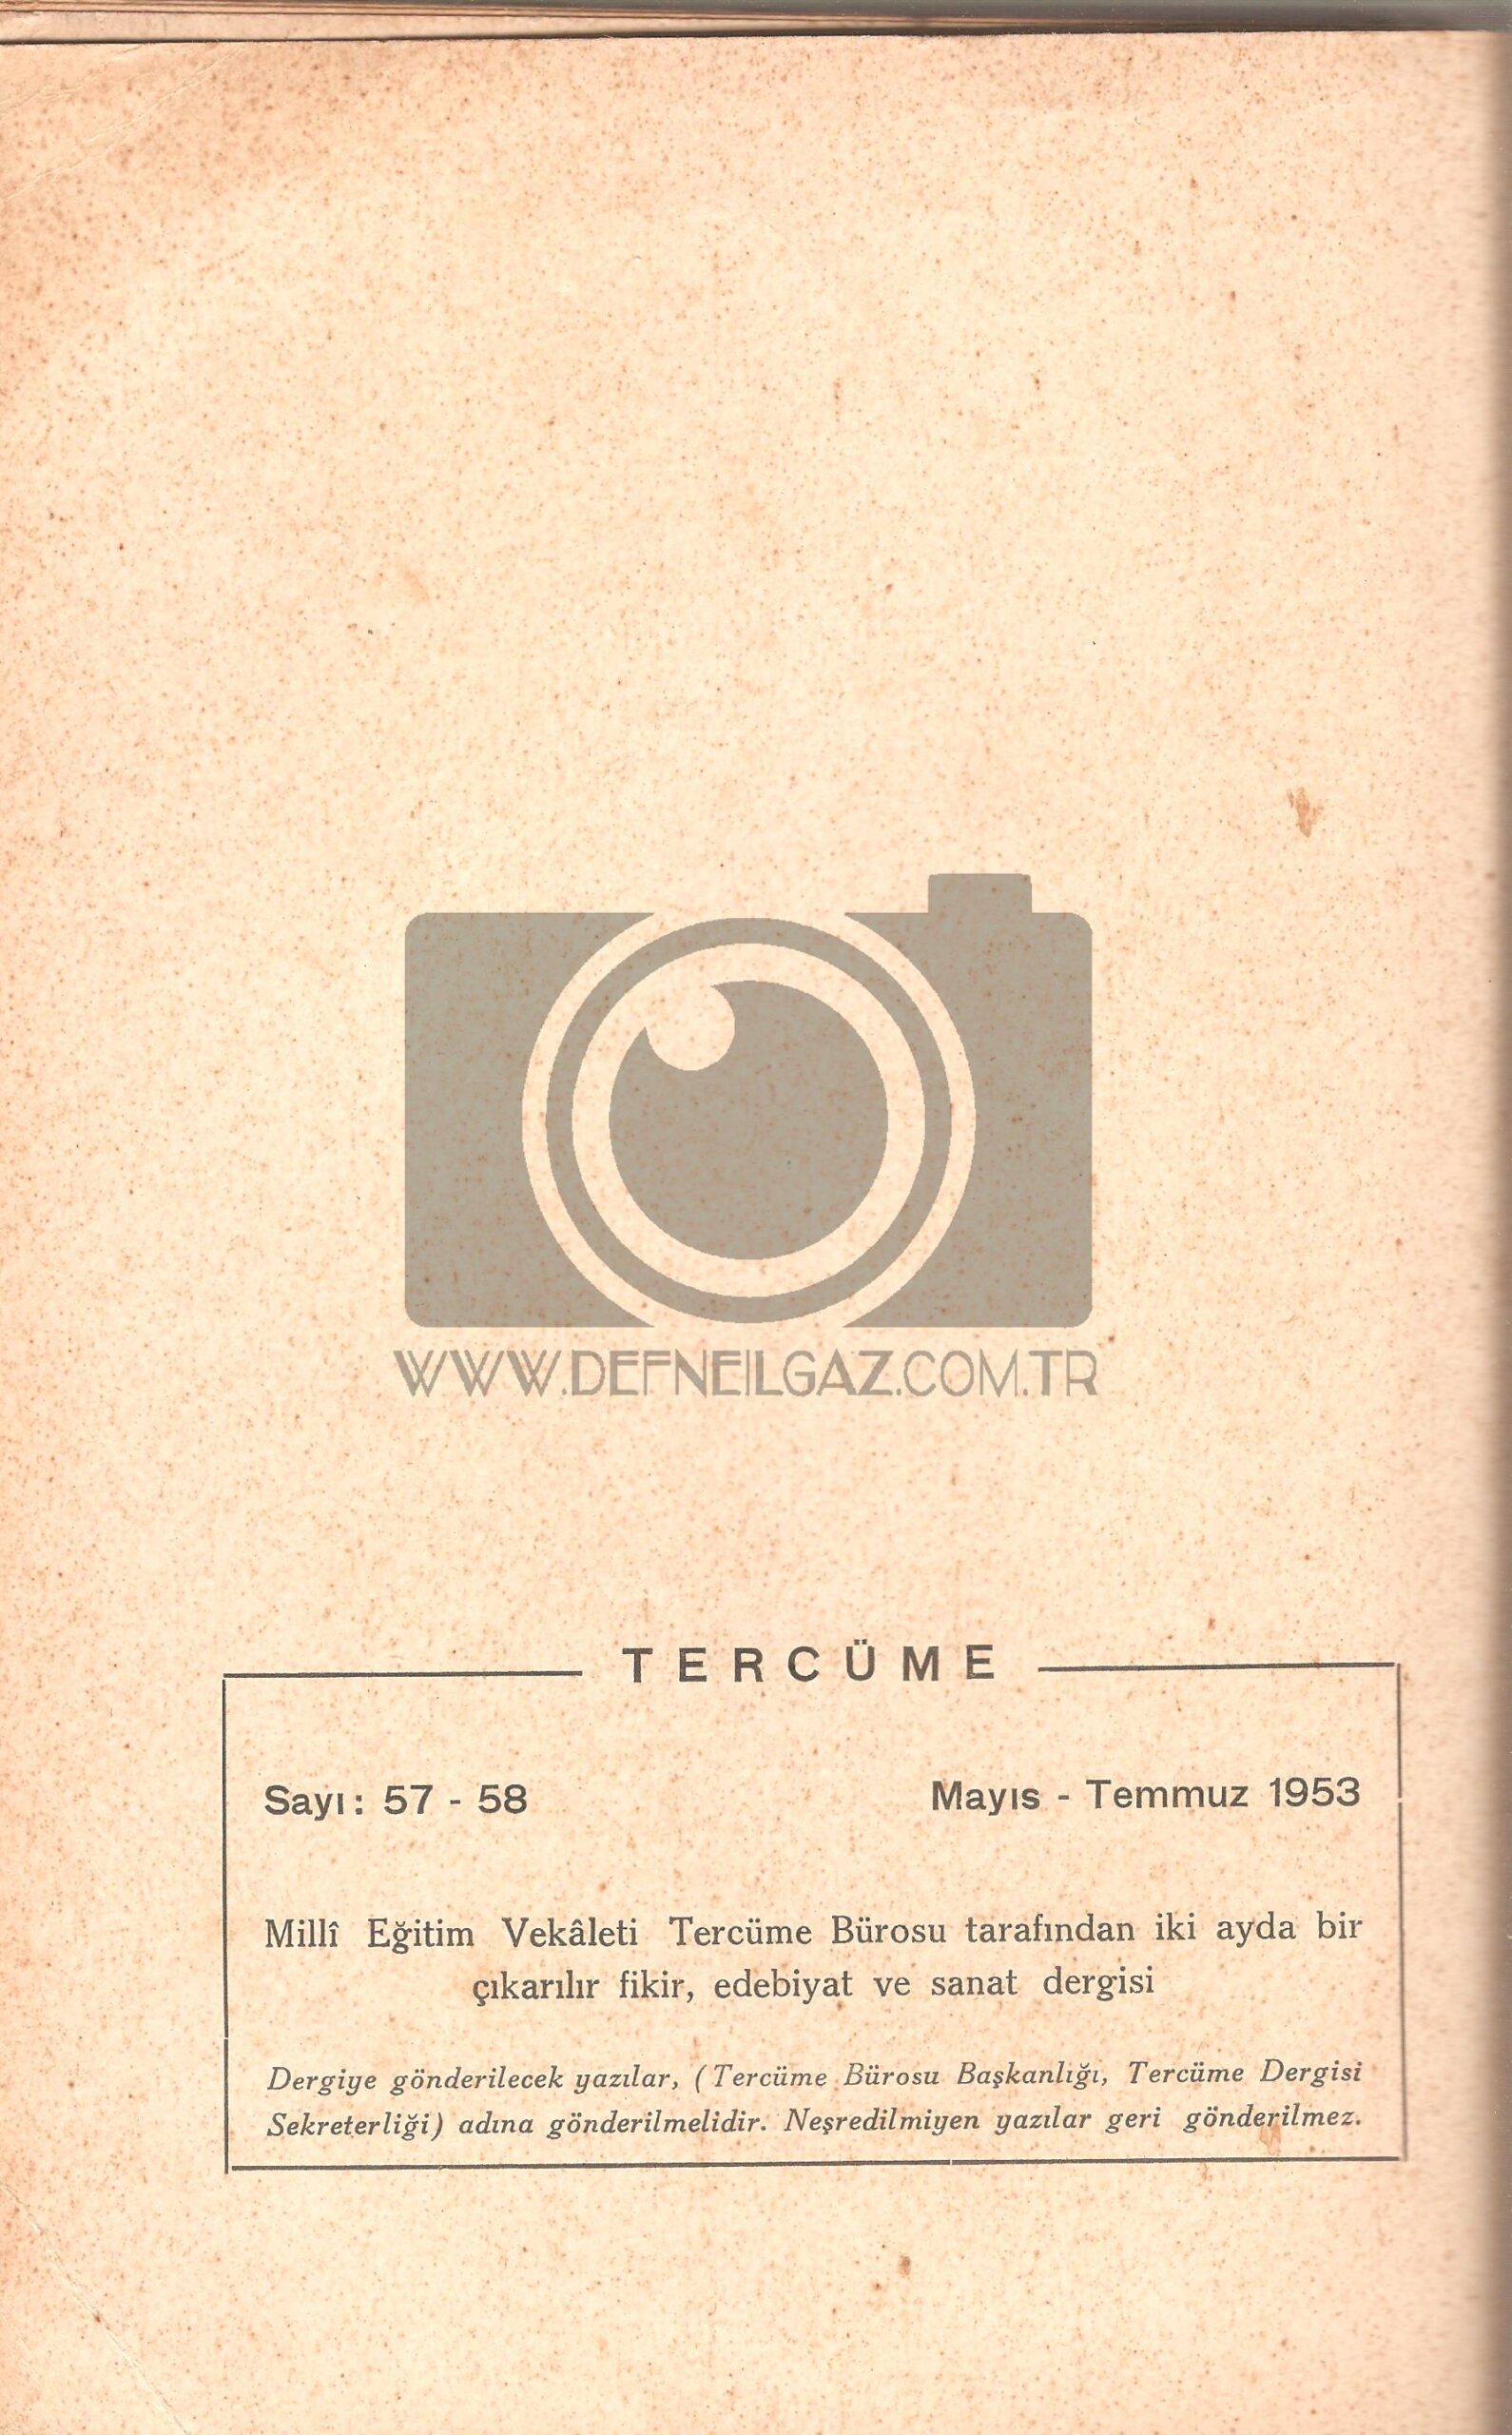 WWW.DEFNEILGAZ.COM.TR
TERCÜME
Sayı: 57 - 58 Mayıs - Temmuz 1953
Millî Eğitim Vekâleti Tercüme Bürosu tarafından iki ayda bir
çıkarılır fikir, edebiyat ve sanat dergisi
Dergiye gönderilecek yazılar, (Tercüme Bürosu Başkanlığı, Tercüme Dergisi
Sekreterliği) adına gönderilmelidir. Neşredilmiyen yazılar geri gönderilmez.